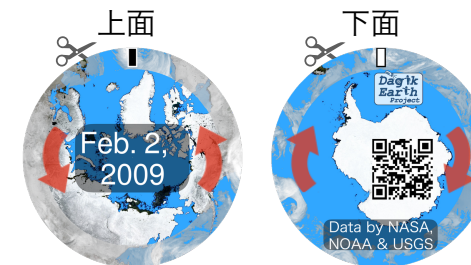 上面
Feb. 2,
2009
下面
Dagik
Earth
Project
Data by NASA,
NOAA & USGS